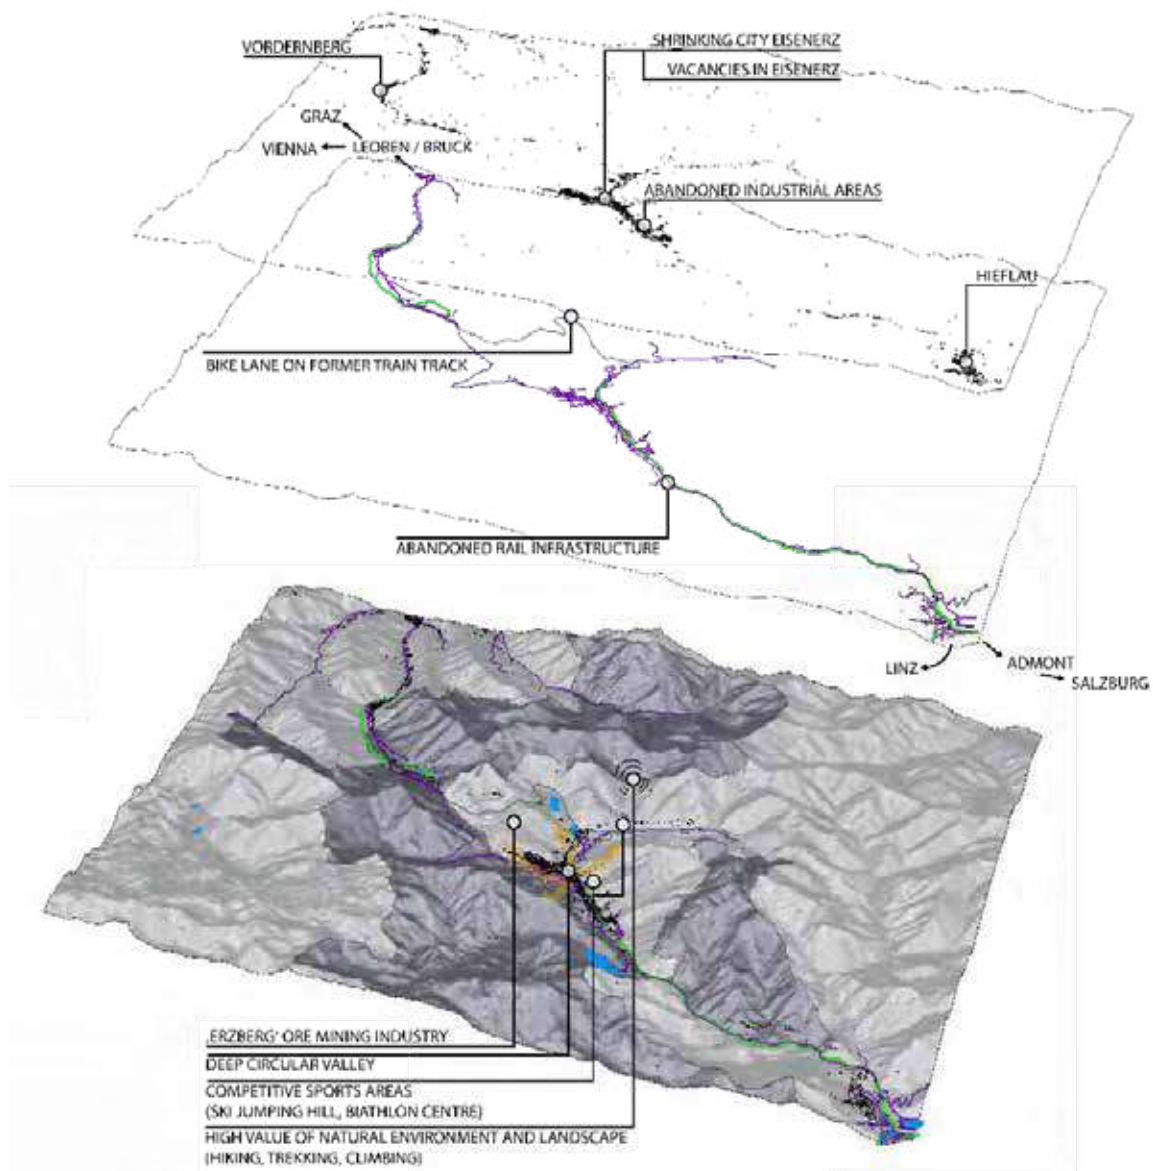 VORDERNBERG
SHRINKING CITY EISENERZ
VACANCIES IN EISENERZ
GRAZ
VIENNA
LEOBEN / BRUCK
ABANDONED INDUSTRIAL AREAS
HIEFLAU
BIKE LANE ON FORMER TRAIN TRACK
ABANDONED RAIL INFRASTRUCTURE
LINZ
ADMONT
SALZBURG
‚ERZBERG' ORE MINING INDUSTRY
DEEP CIRCULAR VALLEY
COMPETITIVE SPORTS AREAS
(SKI JUMPING HILL, BIATHLON CENTRE)
HIGH VALUE OF NATURAL ENVIRONMENT AND LANDSCAPE
(HIKING, TREKKING, CLIMBING)